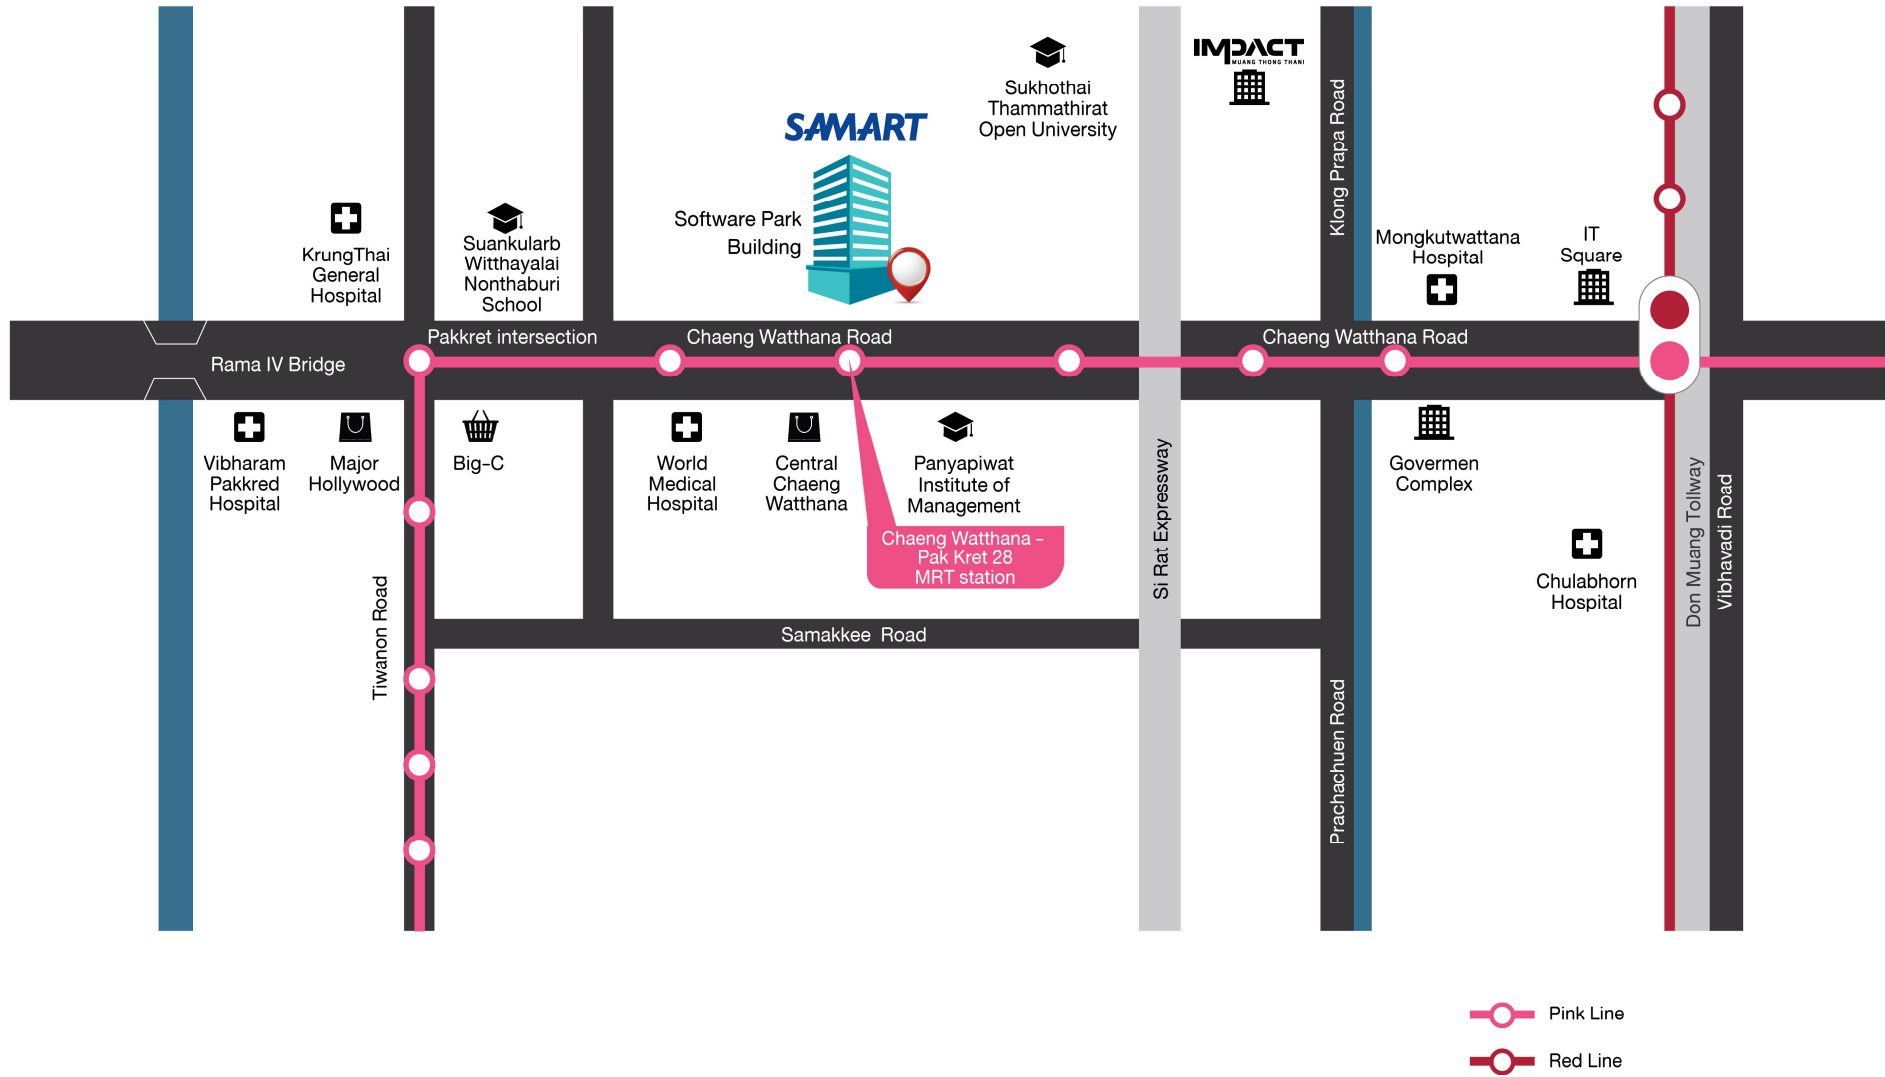 IMPACT
MUANG THONG THANI
Sukhothai
Thammathirat
Open University
SAMART
Software Park
Building
Klong Prapa Road
KrungThai
General
Hospital
Suankularb
Witthayalai
Nonthaburi
School
Mongkutwattana
Hospital
IT
Square
Pakkret intersection
Chaeng Watthana Road
Chaeng Watthana Road
Rama IV Bridge
Vibharam
Pakkred
Hospital
Major
Hollywood
Big-C
World
Medical
Hospital
Central
Chaeng
Watthana
Panyapiwat
Institute of
Management
Chaeng Watthana -
Pak Kret 28
MRT station
Si Rat Expressway
Govermen
Complex
Chulabhorn
Hospital
Don Muang Tollway
Vibhavadi Road
Tiwanon Road
Samakkee Road
Prachachuen Road
Pink Line
Red Line